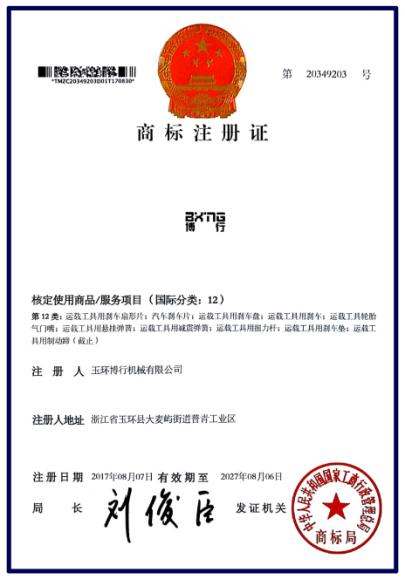 第 20349203 号
*TMZC20349203D01T170830*
商标注册证
BXING
博行
核定使用商品/服务项目（国际分类：12）
第 12 类：运载工具用刹车扇形片；汽车刹车片；运载工具用刹车盘；运载工具用刹车；运载工具轮胎
气门嘴；运载工具用悬挂弹簧；运载工具用减震弹簧；运载工具用扭力杆；运载工具用刹车垫；运载工
具用制动蹄（截止）
注册人 玉环博行机械有限公司
注册人地址 浙江省玉环县大麦屿街道普青工业区
注册日期 2017年08月07日 有效期至 2027年08月06日
局长 刘俊臣 发证机关
中华人民共和国国家工商行政管理总局
商标局